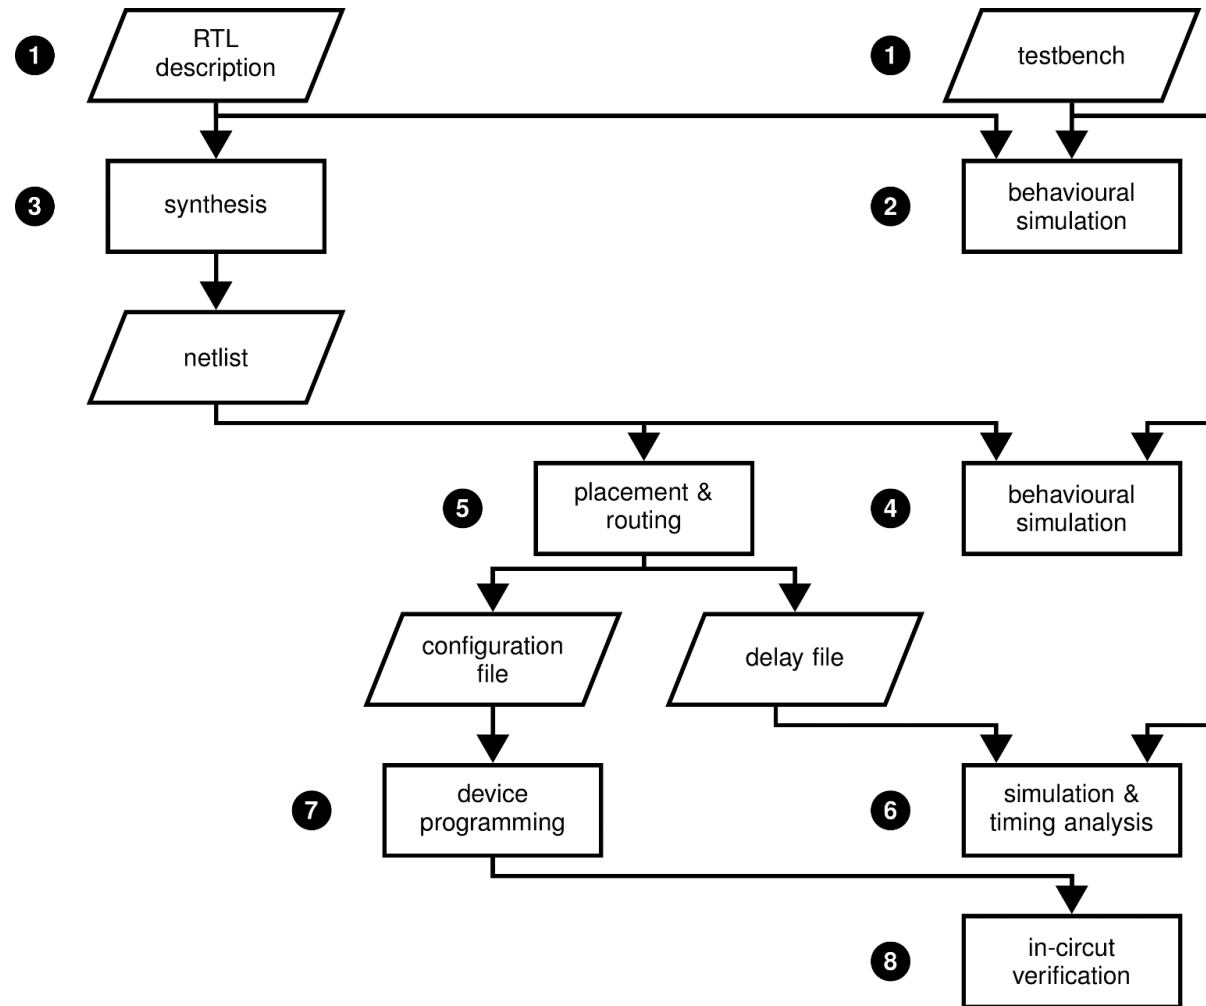 1
RTL
description
1
testbench
3
synthesis
2
behavioural
simulation
netlist
5
placement &
routing
4
behavioural
simulation
configuration
file
delay file
7
device
programming
6
simulation &
timing analysis
8
in-circut
verification